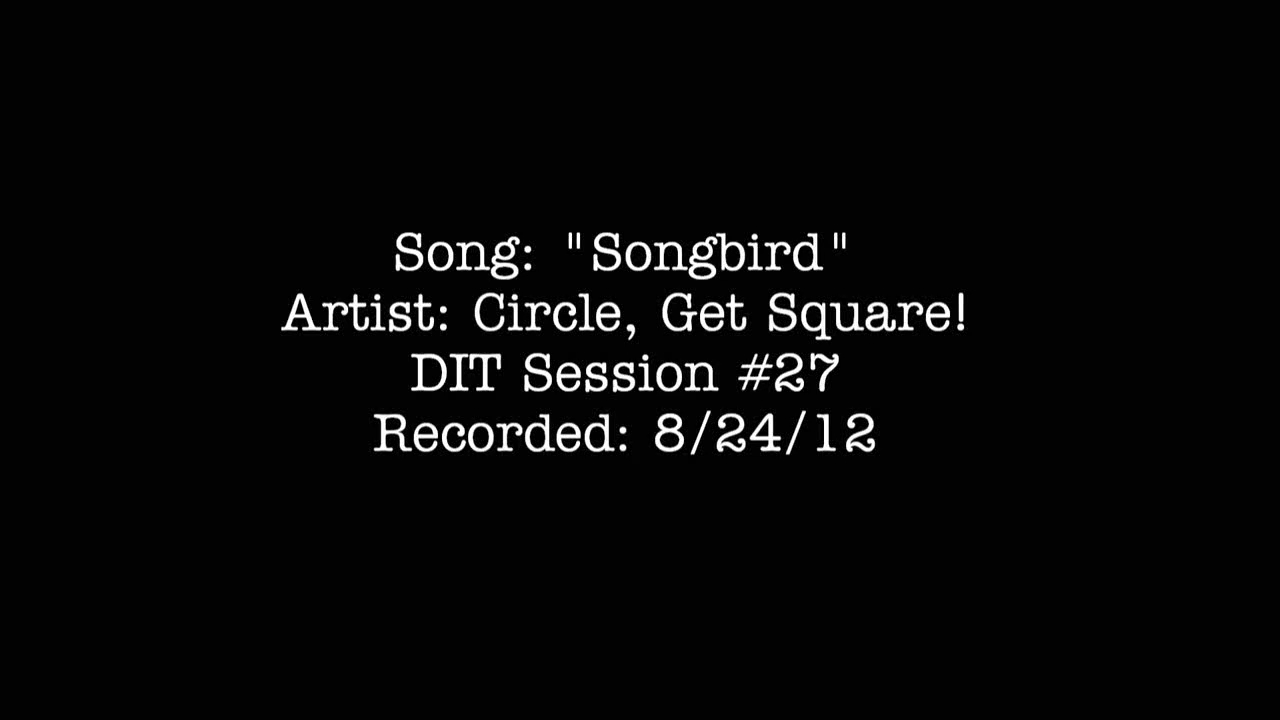 Song: "Songbird"
Artist: Circle, Get Square!
DIT Session #27
Recorded: 8/24/12